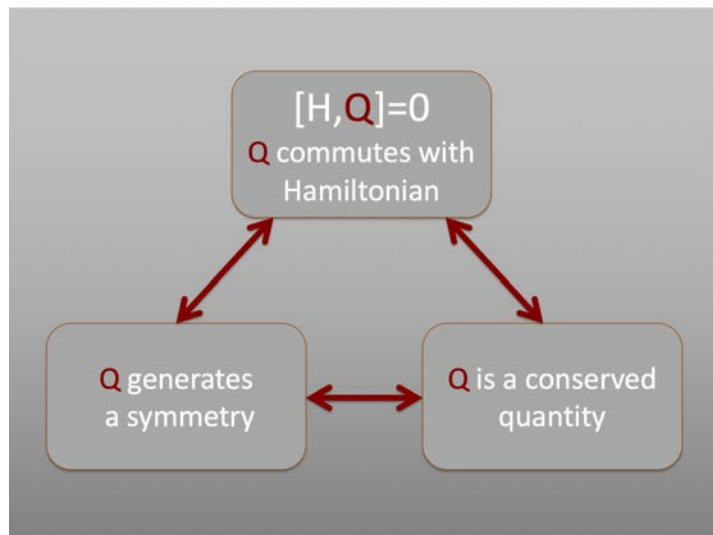 [H,Q]=0
Q commutes with
Hamiltonian
Q generates
a symmetry
Q is a conserved
quantity